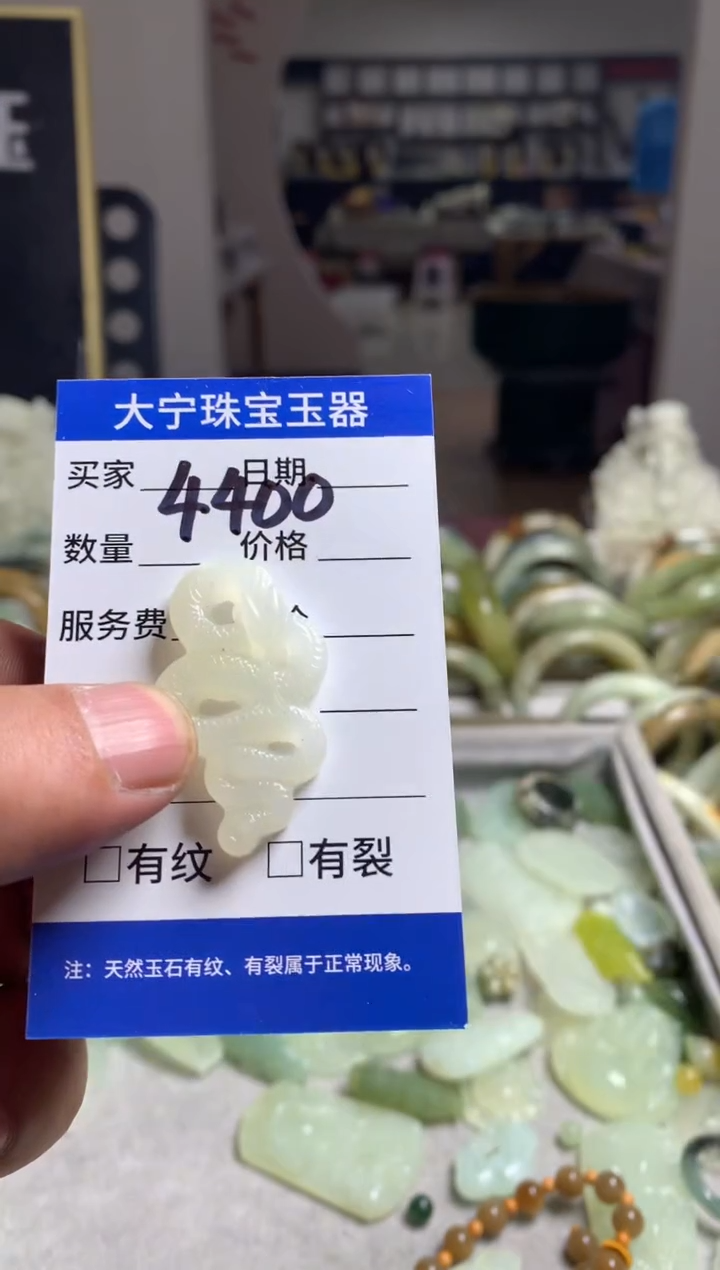 玉
大宁珠宝玉器
买家 日期
4400
数量 价格
服务费
有纹 有裂
注：天然玉石有纹、有裂属于正常现象。